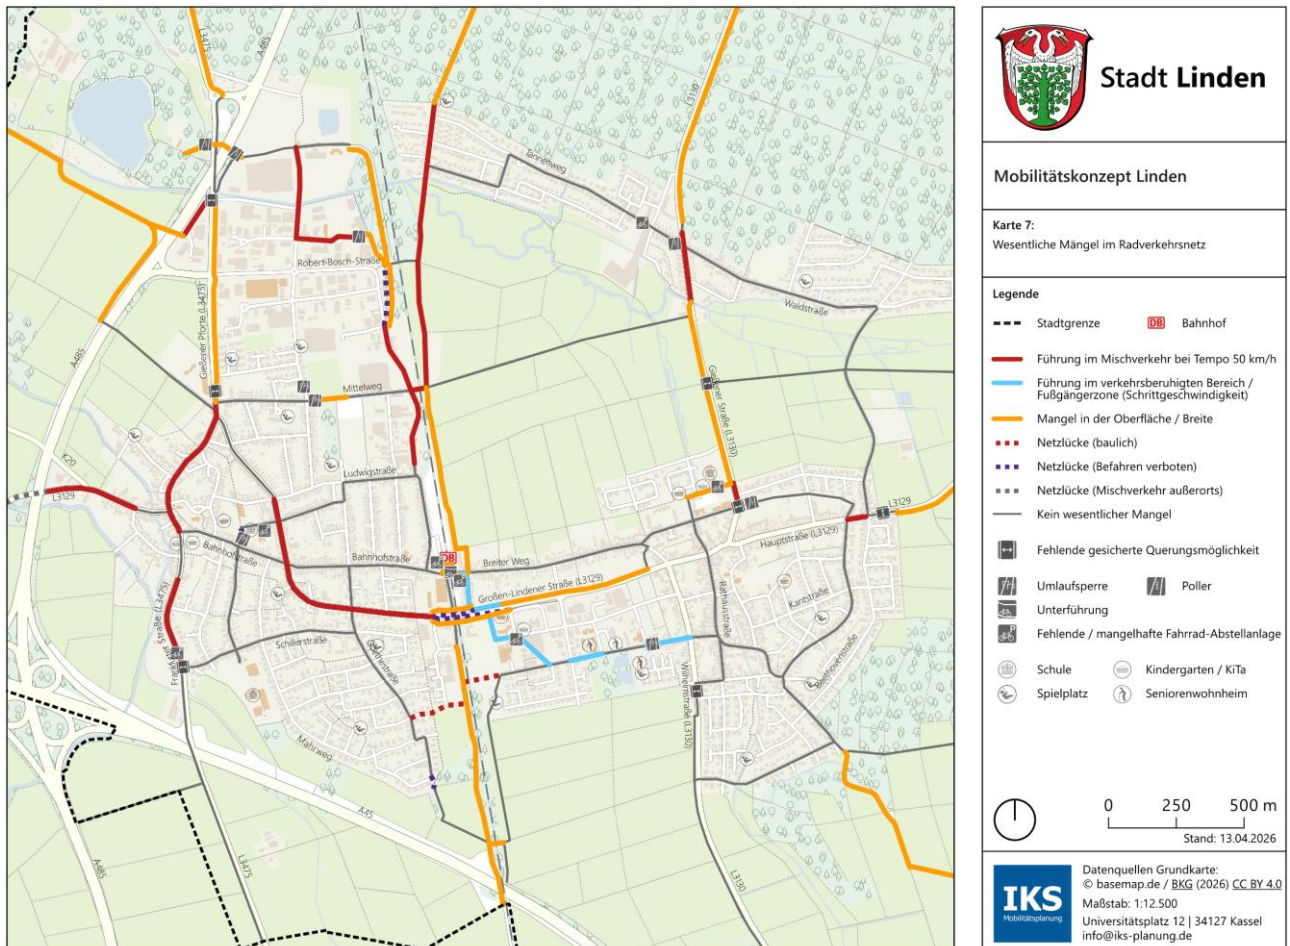 L3475
A485
L3130
Tannenweg
Robert-Bosch-Straße
Gießener Pforte (L3475)
Waldstraße
A485
Mittelweg
Gießener Straße (L3130)
K20
L3129
Ludwigstraße
L3129
Hauptstraße (L3129)
Bahnhofstraße
Bahnhofstraße
DB
Breiter Weg
Großen-Lindener Straße (L3129)
Rathausstraße
Kantstraße
Schillerstraße
Beethovenstraße
Wilhelmstraße (L3130)
Mahrweg
A45
A485
L3475
L3130
Stadt Linden
Mobilitätskonzept Linden
Karte 7:
Wesentliche Mängel im Radverkehrsnetz
Legende
Stadtgrenze
DB Bahnhof
Führung im Mischverkehr bei Tempo 50 km/h
Führung im verkehrsberuhigten Bereich /
Fußgängerzone (Schrittgeschwindigkeit)
Mangel in der Oberfläche / Breite
Netzlücke (baulich)
Netzlücke (Befahren verboten)
Netzlücke (Mischverkehr außerorts)
Kein wesentlicher Mangel
Fehlende gesicherte Querungsmöglichkeit
Umlaufsperre
Poller
Unterführung
Fehlende / mangelhafte Fahrrad-Abstellanlage
Schule
Kindergarten / KiTa
Spielplatz
Seniorenwohnheim
0 250 500 m
Stand: 13.04.2026
IKS
Mobilitätsplanung
Datenquellen Grundkarte:
© basemap.de / BKG (2026) CC BY 4.0
Maßstab: 1:12.500
Universitätsplatz 12 | 34127 Kassel
info@iks-planung.de